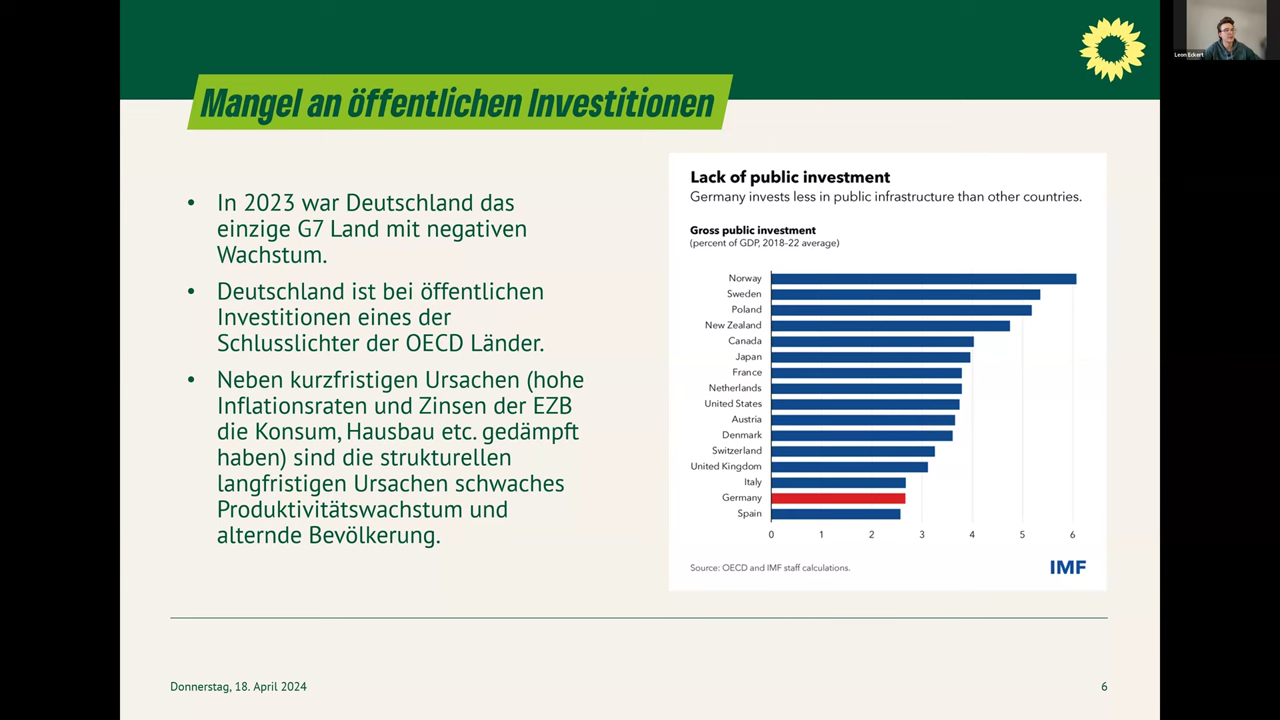 Mangel an öffentlichen Investitionen
Leon Eckert
• In 2023 war Deutschland das
einzige G7 Land mit negativen
Wachstum.
• Deutschland ist bei öffentlichen
Investitionen eines der
Schlusslichter der OECD Länder.
• Neben kurzfristigen Ursachen (hohe
Inflationsraten und Zinsen der EZB
die Konsum, Hausbau etc. gedämpft
haben) sind die strukturellen
langfristigen Ursachen schwaches
Produktivitätswachstum und
alternde Bevölkerung.
Lack of public investment
Germany invests less in public infrastructure than other countries.
Gross public investment
(percent of GDP, 2018–22 average)
Norway
Sweden
Poland
New Zealand
Canada
Japan
France
Netherlands
United States
Austria
Denmark
Switzerland
United Kingdom
Italy
Germany
Spain
0 1 2 3 4 5 6
Source: OECD and IMF staff calculations.
IMF
Donnerstag, 18. April 2024
6